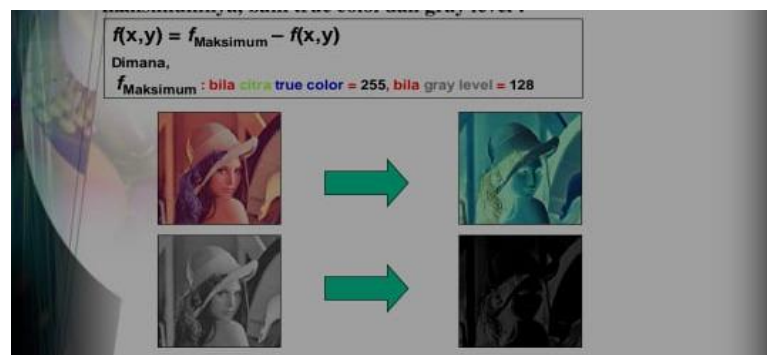 f(x,y) = fMaksimum – f(x,y)
Dimana,
fMaksimum : bila citra true color = 255, bila gray level = 128